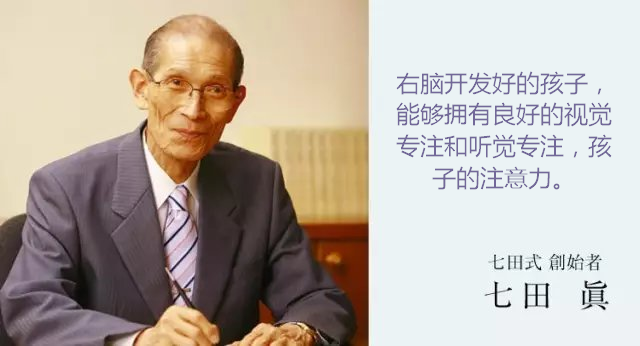 右脑开发好的孩子，
能够拥有良好的视觉
专注和听觉专注，孩
子的注意力。
七田式 創始者
七田 眞